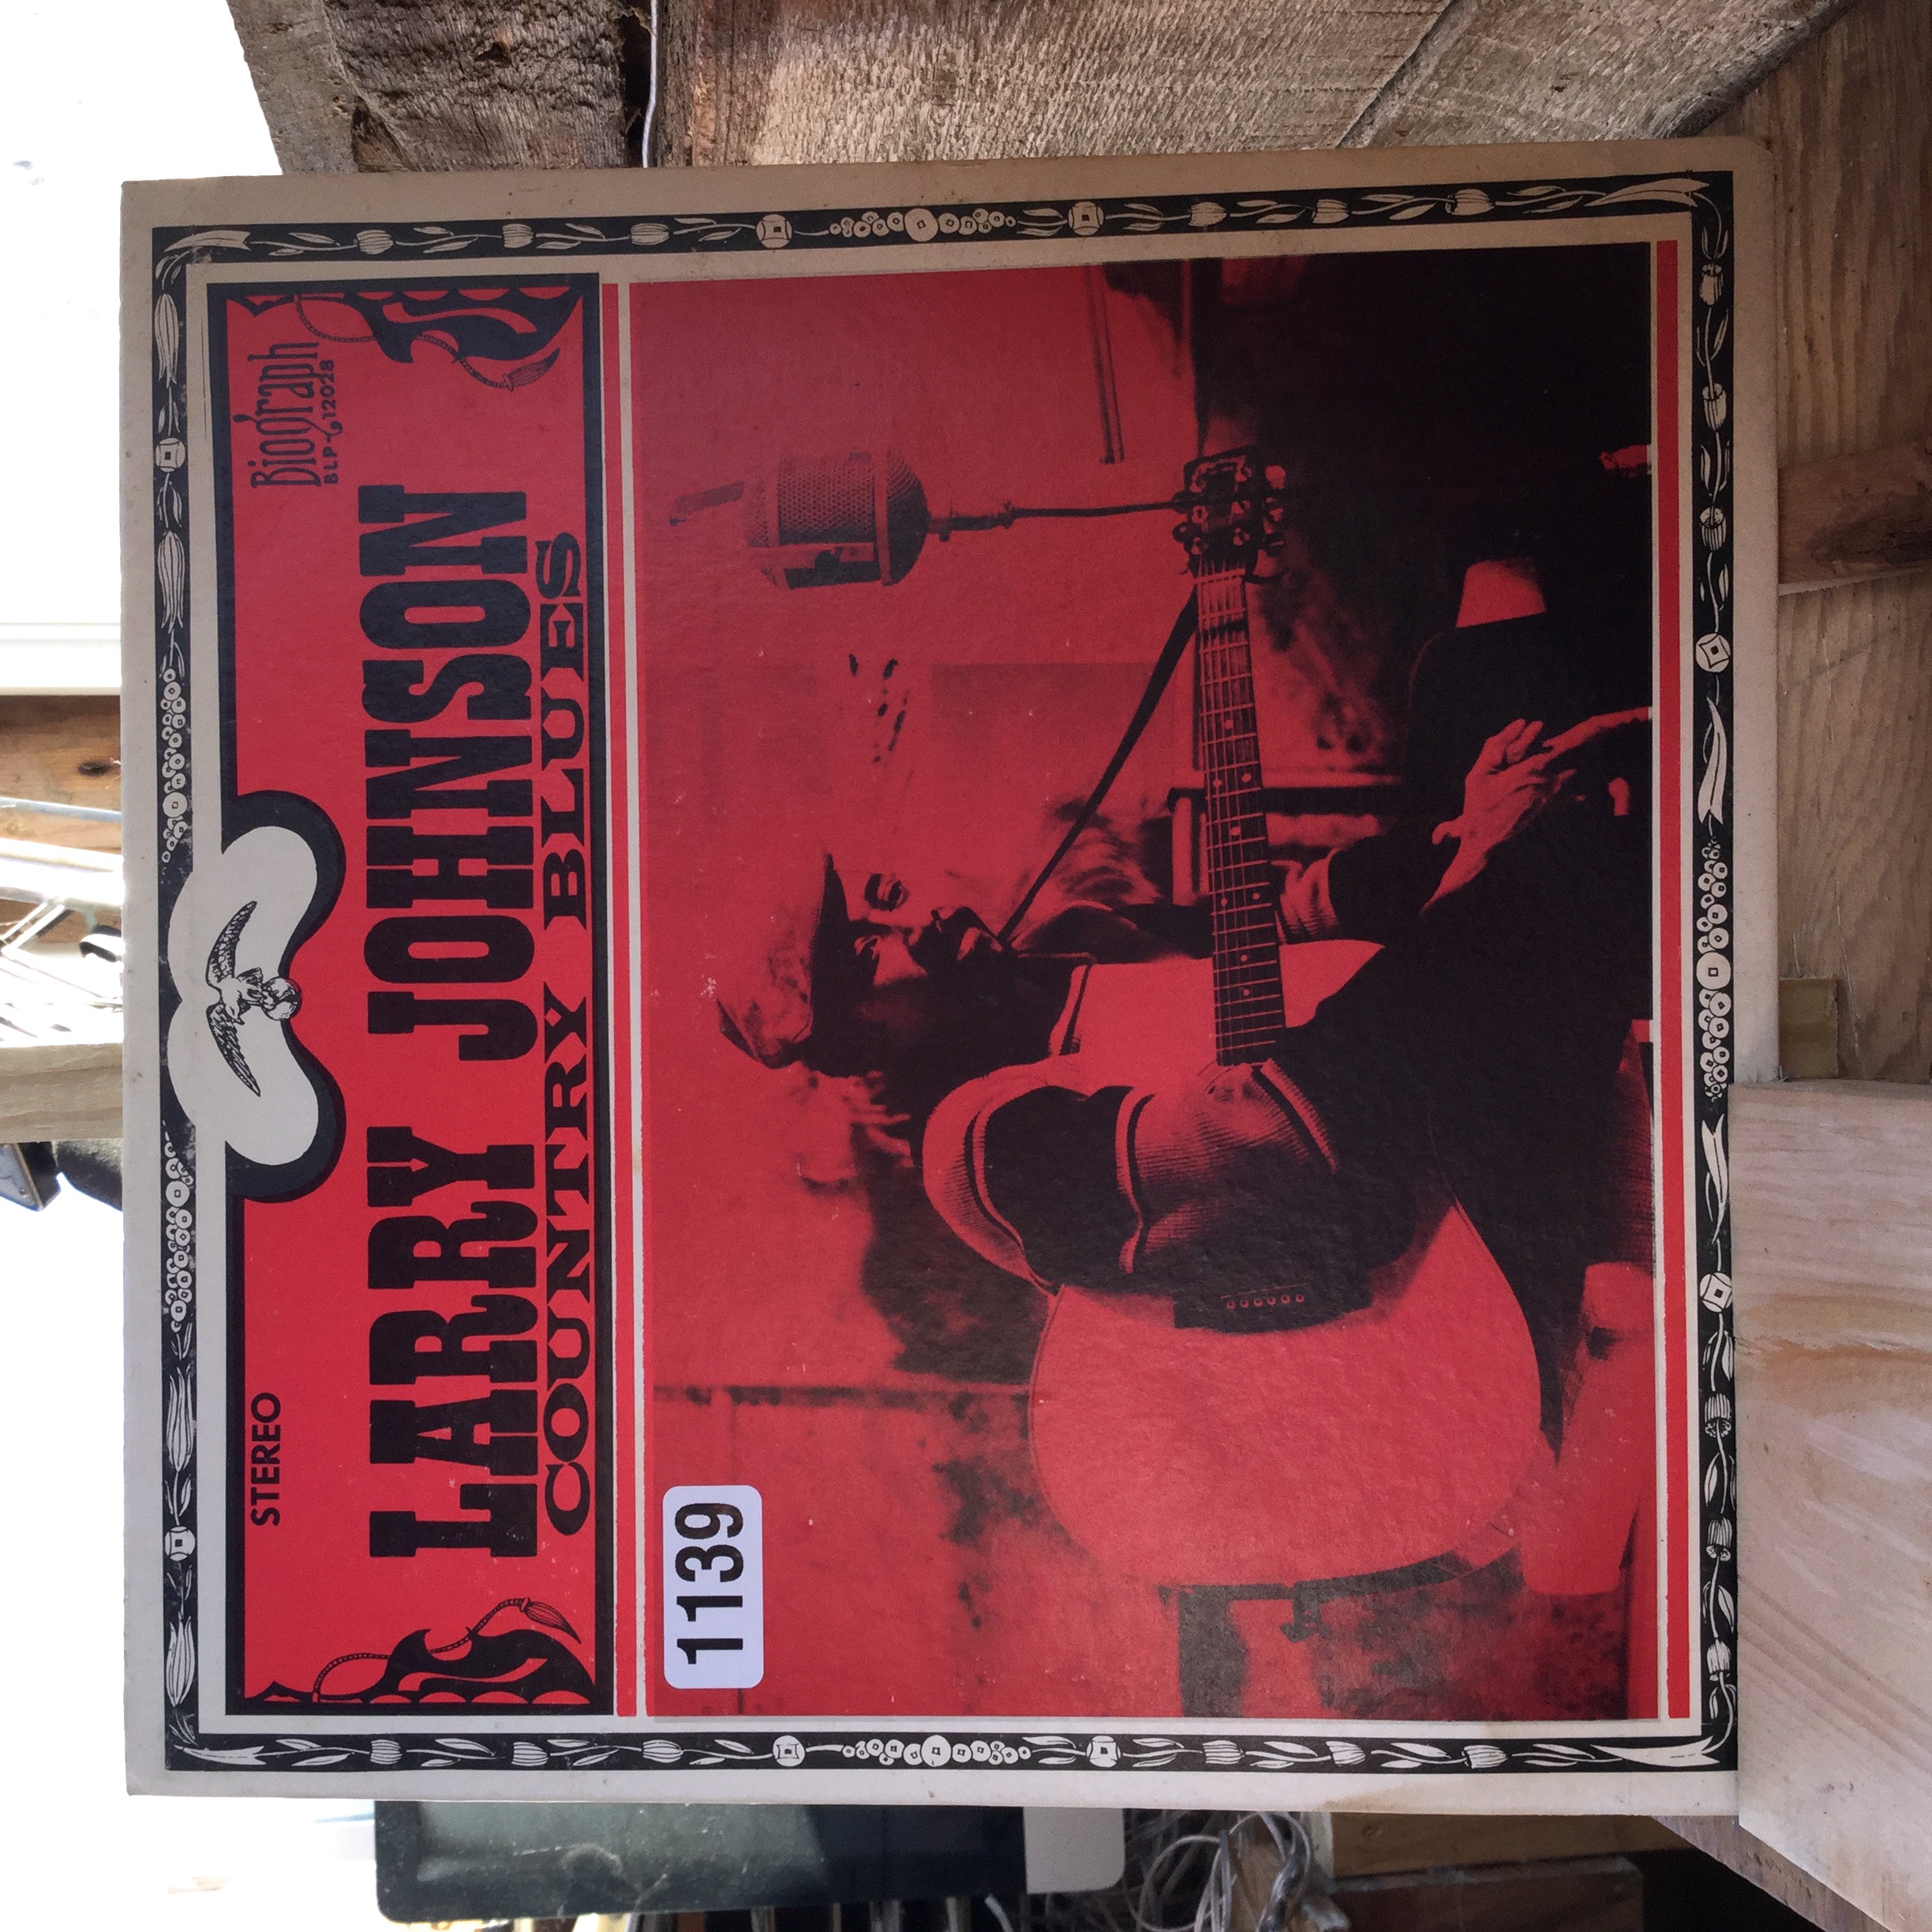 STEREO
Biograph
BLP-12028
LARRY JOHNSON
COUNTRY BLUES
1139